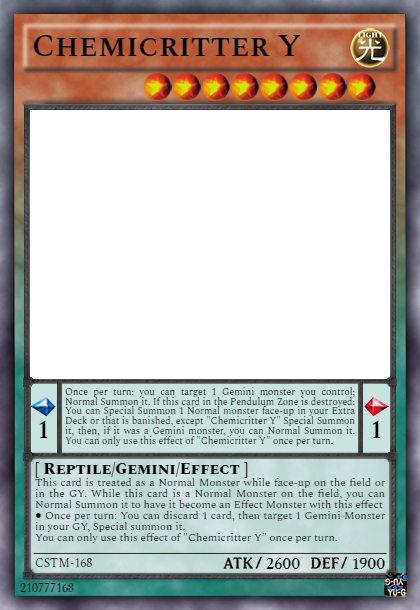 Chemicritter Y
LIGHT
光
Once per turn: you can target 1 Gemini monster you control;
Normal Summon it. If this card in the Pendulum Zone is destroyed:
You can Special Summon 1 Normal monster face-up in your Extra
Deck or that is banished, except "Chemicritter Y" Special Summon
it, then, if it was a Gemini monster, you can Normal Summon it.
You can only use this effect of "Chemicritter Y" once per turn.
1
1
[ Reptile/Gemini/Effect ]
This card is treated as a Normal Monster while face-up on the field or
in the GY. While this card is a Normal Monster on the field, you can
Normal Summon it to have it become an Effect Monster with this effect
● Once per turn: You can discard 1 card, then target 1 Gemini Monster
in your GY, Special summon it.
You can only use this effect of "Chemicritter Y" once per turn.
CSTM-168
ATK/ 2600 DEF/ 1900
210777168
YU-G